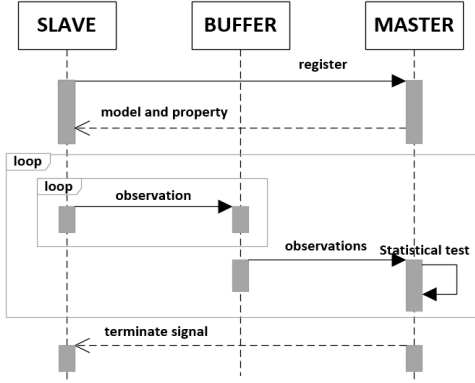 SLAVE
BUFFER
MASTER
register
model and property
loop
loop
observation
observations
Statistical test
terminate signal